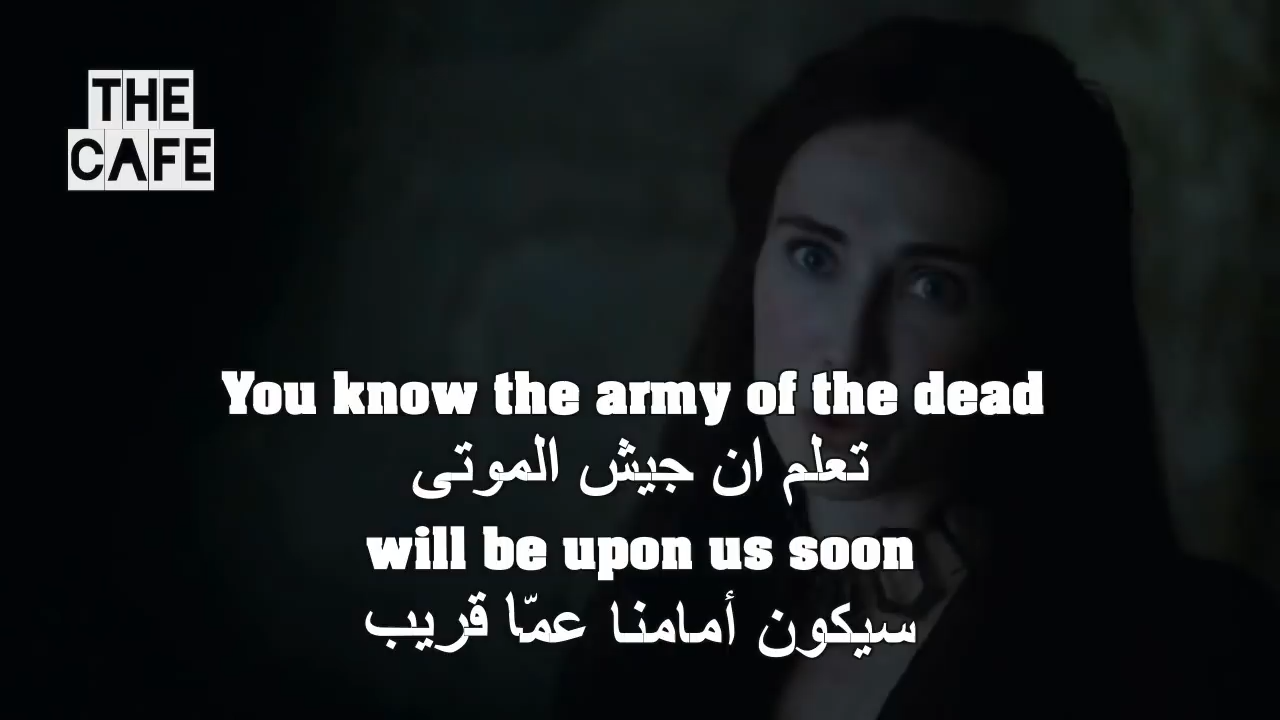 THE
CAFE
You know the army of the dead
تعلم ان جيش الموتى
will be upon us soon
سيكون أمامنا عمّا قريب